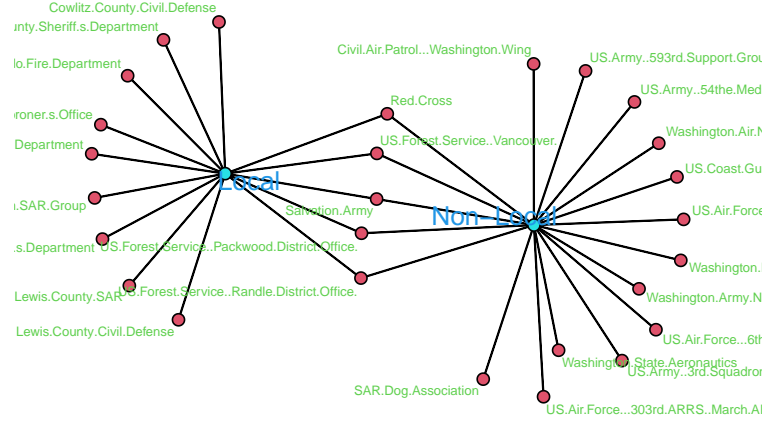 Cowlitz.County.Civil.Defense
unty.Sheriff.s.Department
lo.Fire.Department
roner.s.Office
Department
.SAR.Group
s.Department
Lewis.County.SAR
Lewis.County.Civil.Defense
Local
Red.Cross
US.Forest.Service..Vancouver.
Salvation.Army
US.Forest.Service..Packwood.District.Office.
US.Forest.Service..Randle.District.Office.
Non-Local
Civil.Air.Patrol...Washington.Wing
US.Army..593rd.Support.Grou
US.Army..54the.Med
Washington.Air.N
US.Coast.Gu
US.Air.Force
Washington.
Washington.Army.N
US.Air.Force...6th
Washington.State.Aeronautics
US.Army..3rd.Squadron
SAR.Dog.Association
US.Air.Force...303rd.ARRS..March.A